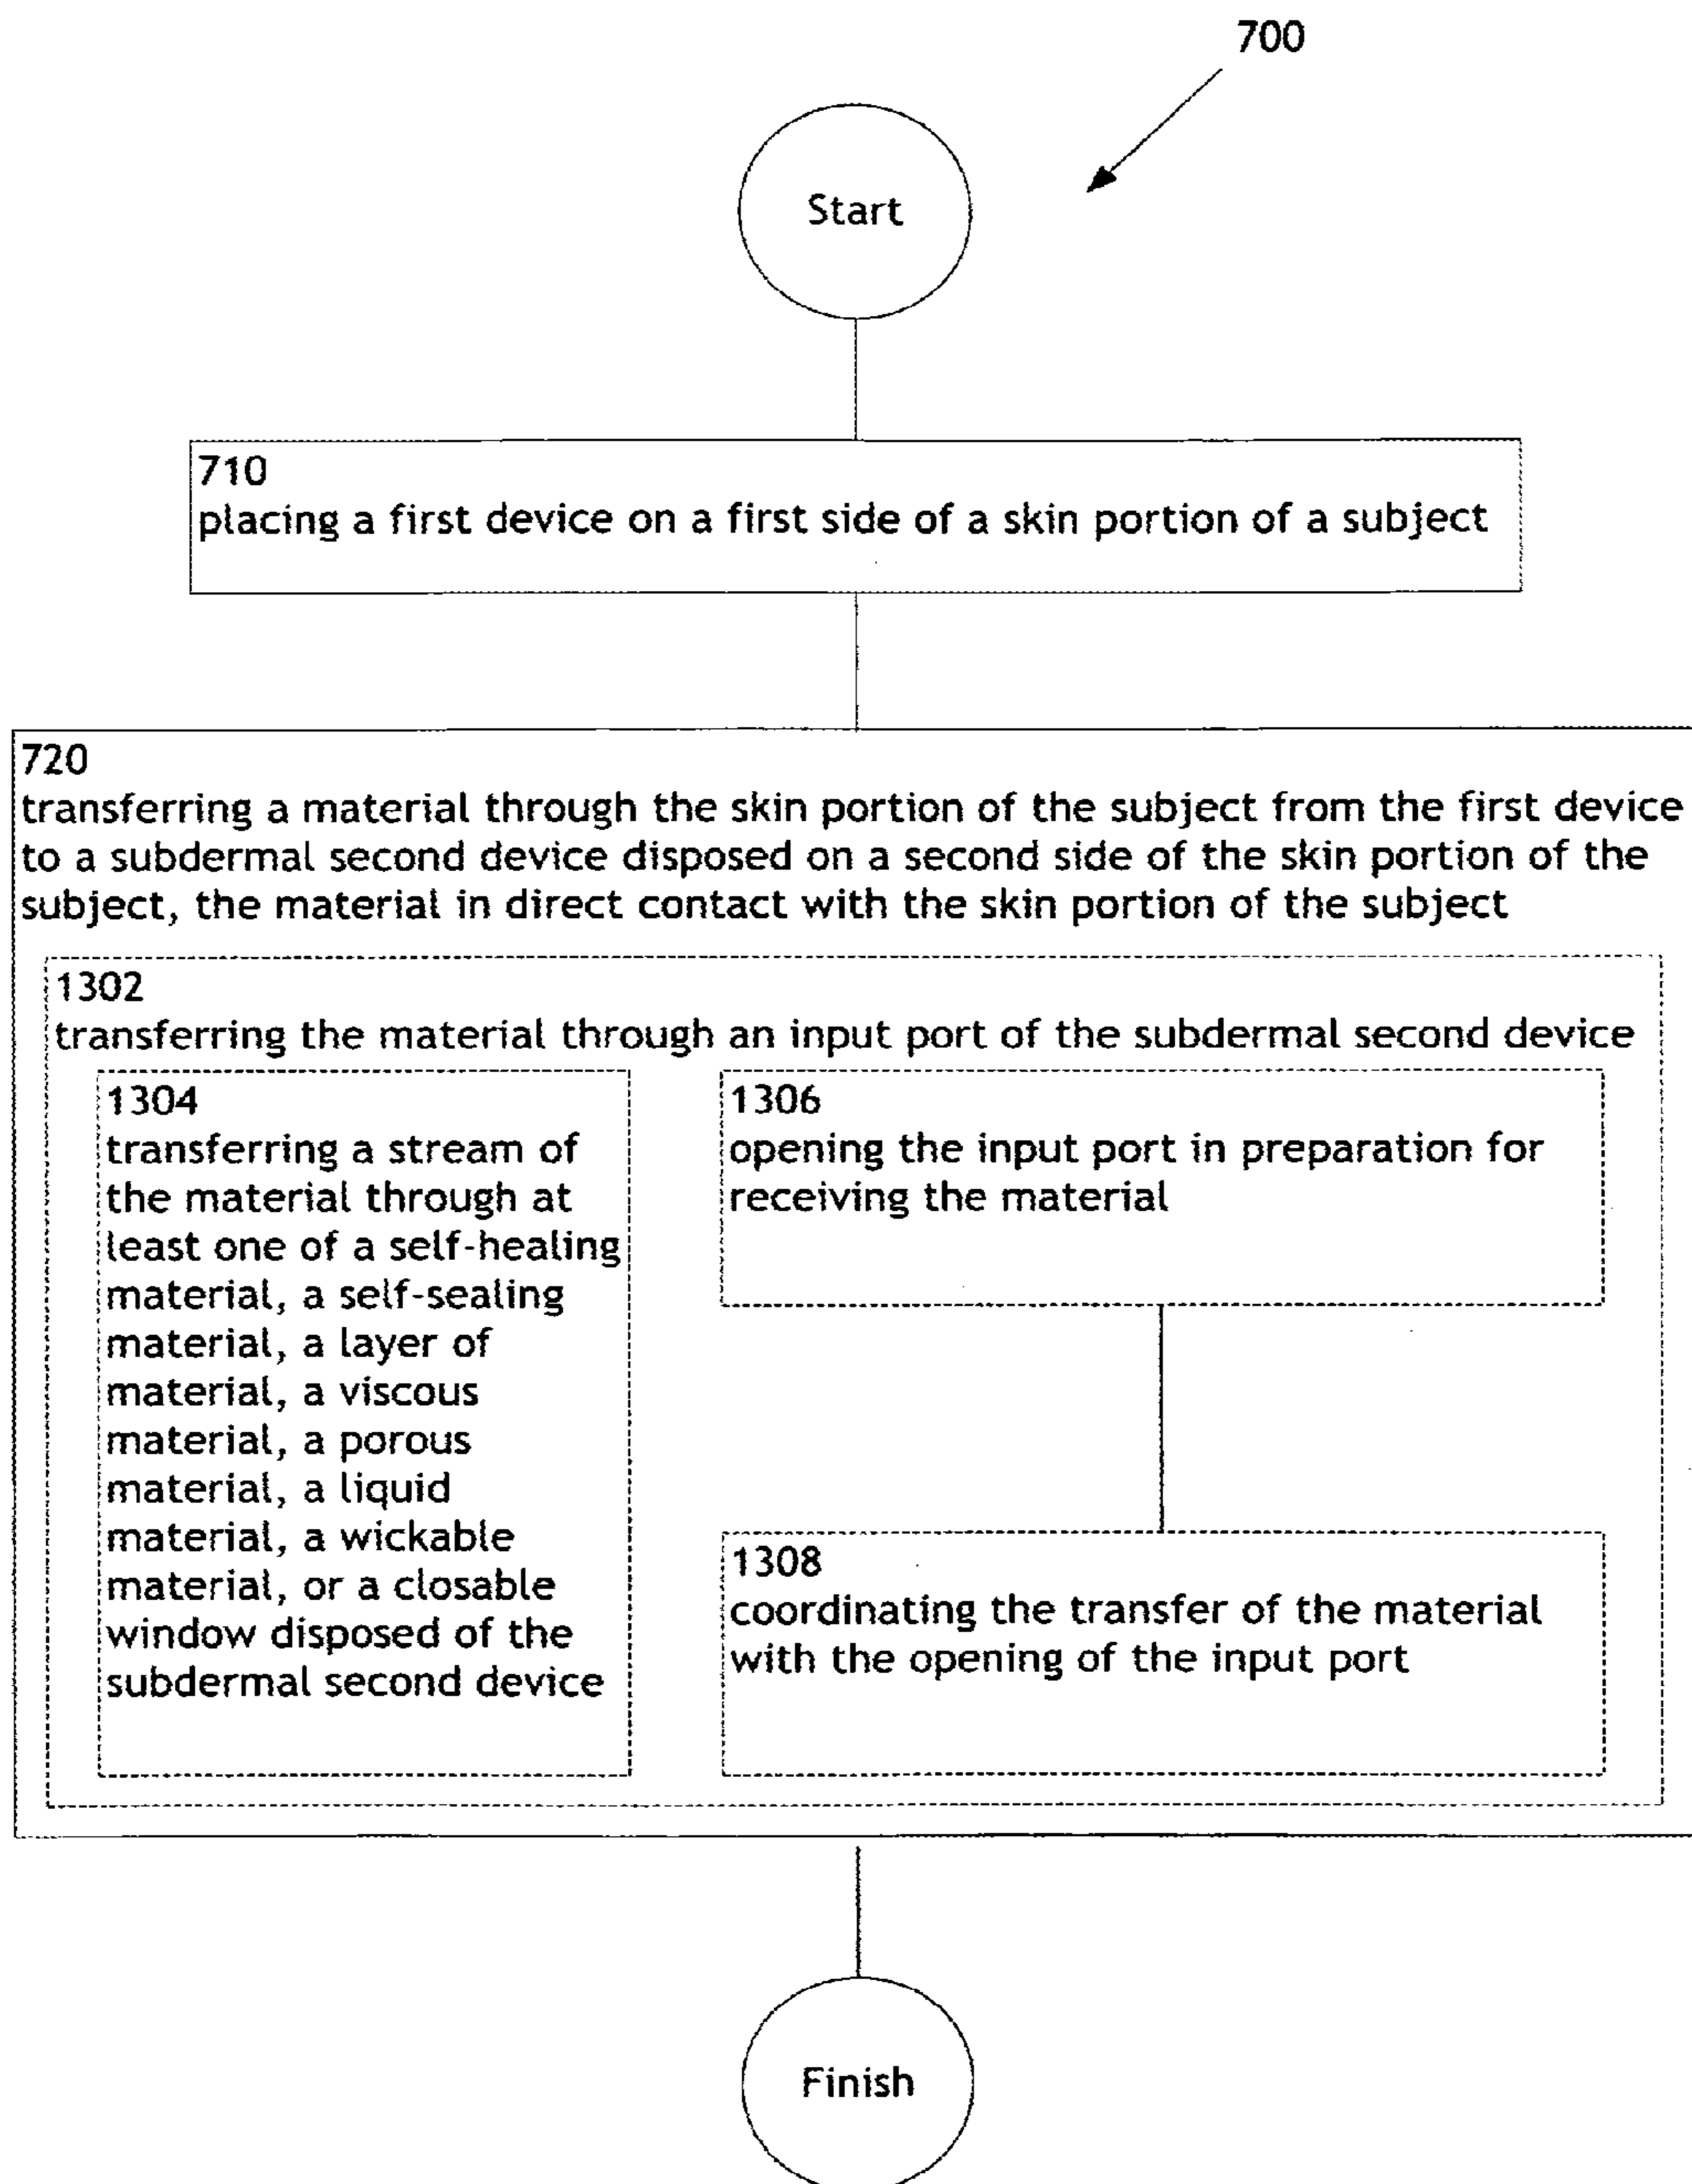 700
Start
710
placing a first device on a first side of a skin portion of a subject
720
transferring a material through the skin portion of the subject from the first device
to a subdermal second device disposed on a second side of the skin portion of the
subject, the material in direct contact with the skin portion of the subject
1302
transferring the material through an input port of the subdermal second device
1304
transferring a stream of
the material through at
least one of a self-healing
material, a self-sealing
material, a layer of
material, a viscous
material, a porous
material, a liquid
material, a wickable
material, or a closable
window disposed of the
subdermal second device
1306
opening the input port in preparation for
receiving the material
1308
coordinating the transfer of the material
with the opening of the input port
Finish